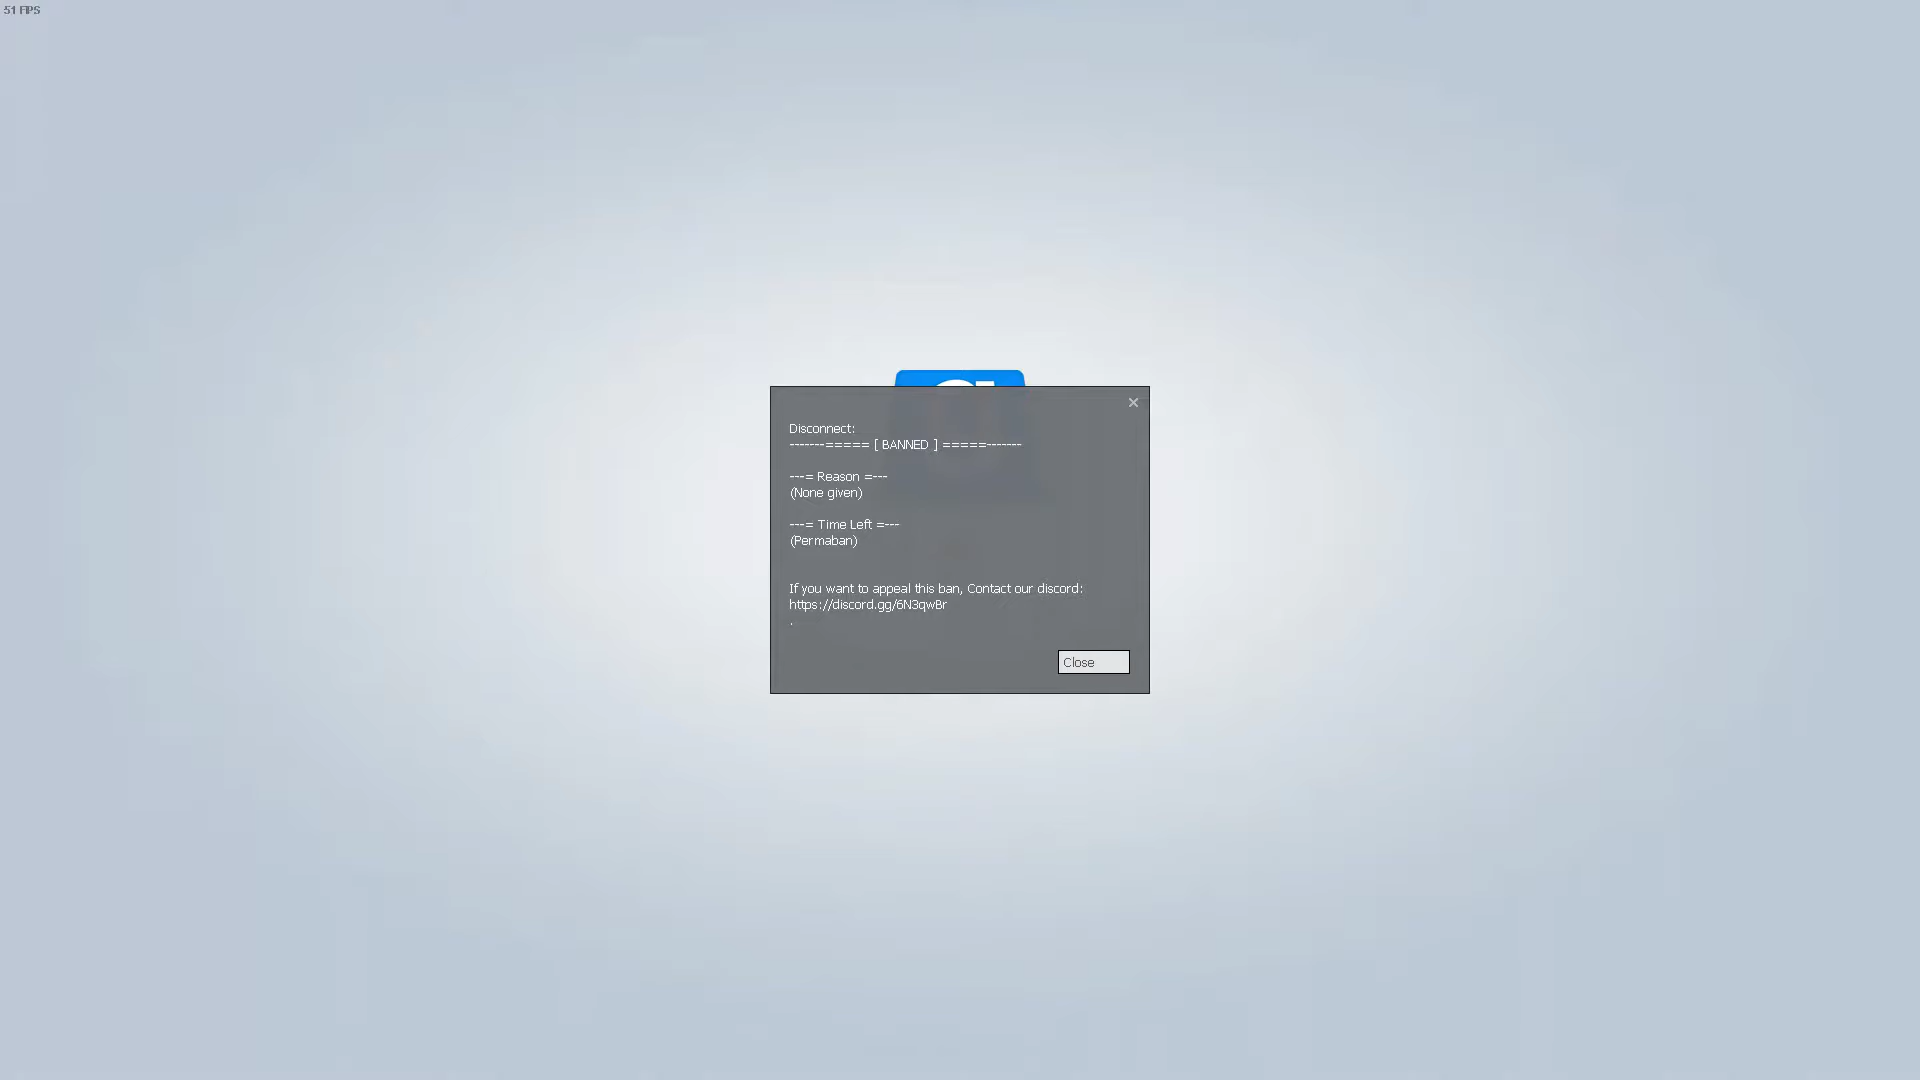 51 FPS
Disconnect:
-------===== [ BANNED ] =====-------
---= Reason =---
(None given)
---= Time Left =---
(Permaban)
If you want to appeal this ban, Contact our discord:
https://discord.gg/6N3qwBr
.
Close